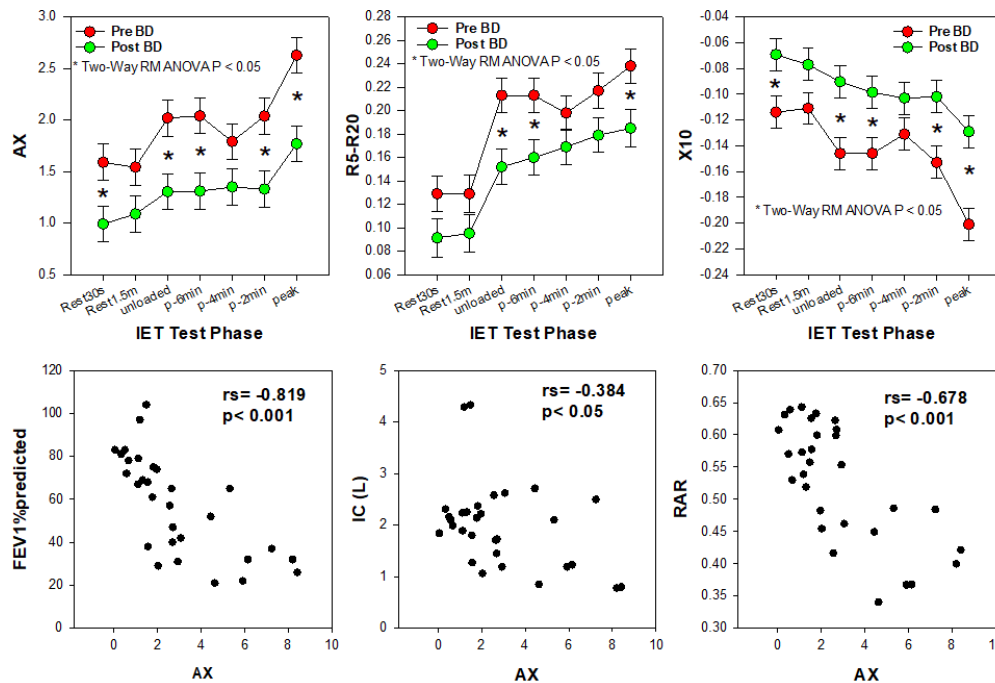 AX
3.0
2.5
2.0
1.5
1.0
0.5
Pre BD
Post BD
* Two-Way RM ANOVA P < 0.05
*
*
*
*
*
Rest30s
Rest1.5m
unloaded
p-6min
p-4min
p-2min
peak
IET Test Phase
R5-R20
0.28
0.26
0.24
0.22
0.20
0.18
0.16
0.14
0.12
0.10
0.08
0.06
Pre BD
Post BD
* Two-Way RM ANOVA P < 0.05
*
*
*
Rest30s
Rest1.5m
unloaded
p-6min
p-4min
p-2min
peak
IET Test Phase
X10
-0.04
-0.06
-0.08
-0.10
-0.12
-0.14
-0.16
-0.18
-0.20
-0.22
-0.24
Pre BD
Post BD
*
*
*
*
*
* Two-Way RM ANOVA P < 0.05
Rest30s
Rest1.5m
unloaded
p-6min
p-4min
p-2min
peak
IET Test Phase
FEV1%predicted
120
100
80
60
40
20
0
rs= -0.819
p< 0.001
0 2 4 6 8 10
AX
IC (L)
5
4
3
2
1
0
rs= -0.384
p< 0.05
0 2 4 6 8 10
AX
RAR
0.70
0.65
0.60
0.55
0.50
0.45
0.40
0.35
0.30
rs= -0.678
p< 0.001
0 2 4 6 8
AX